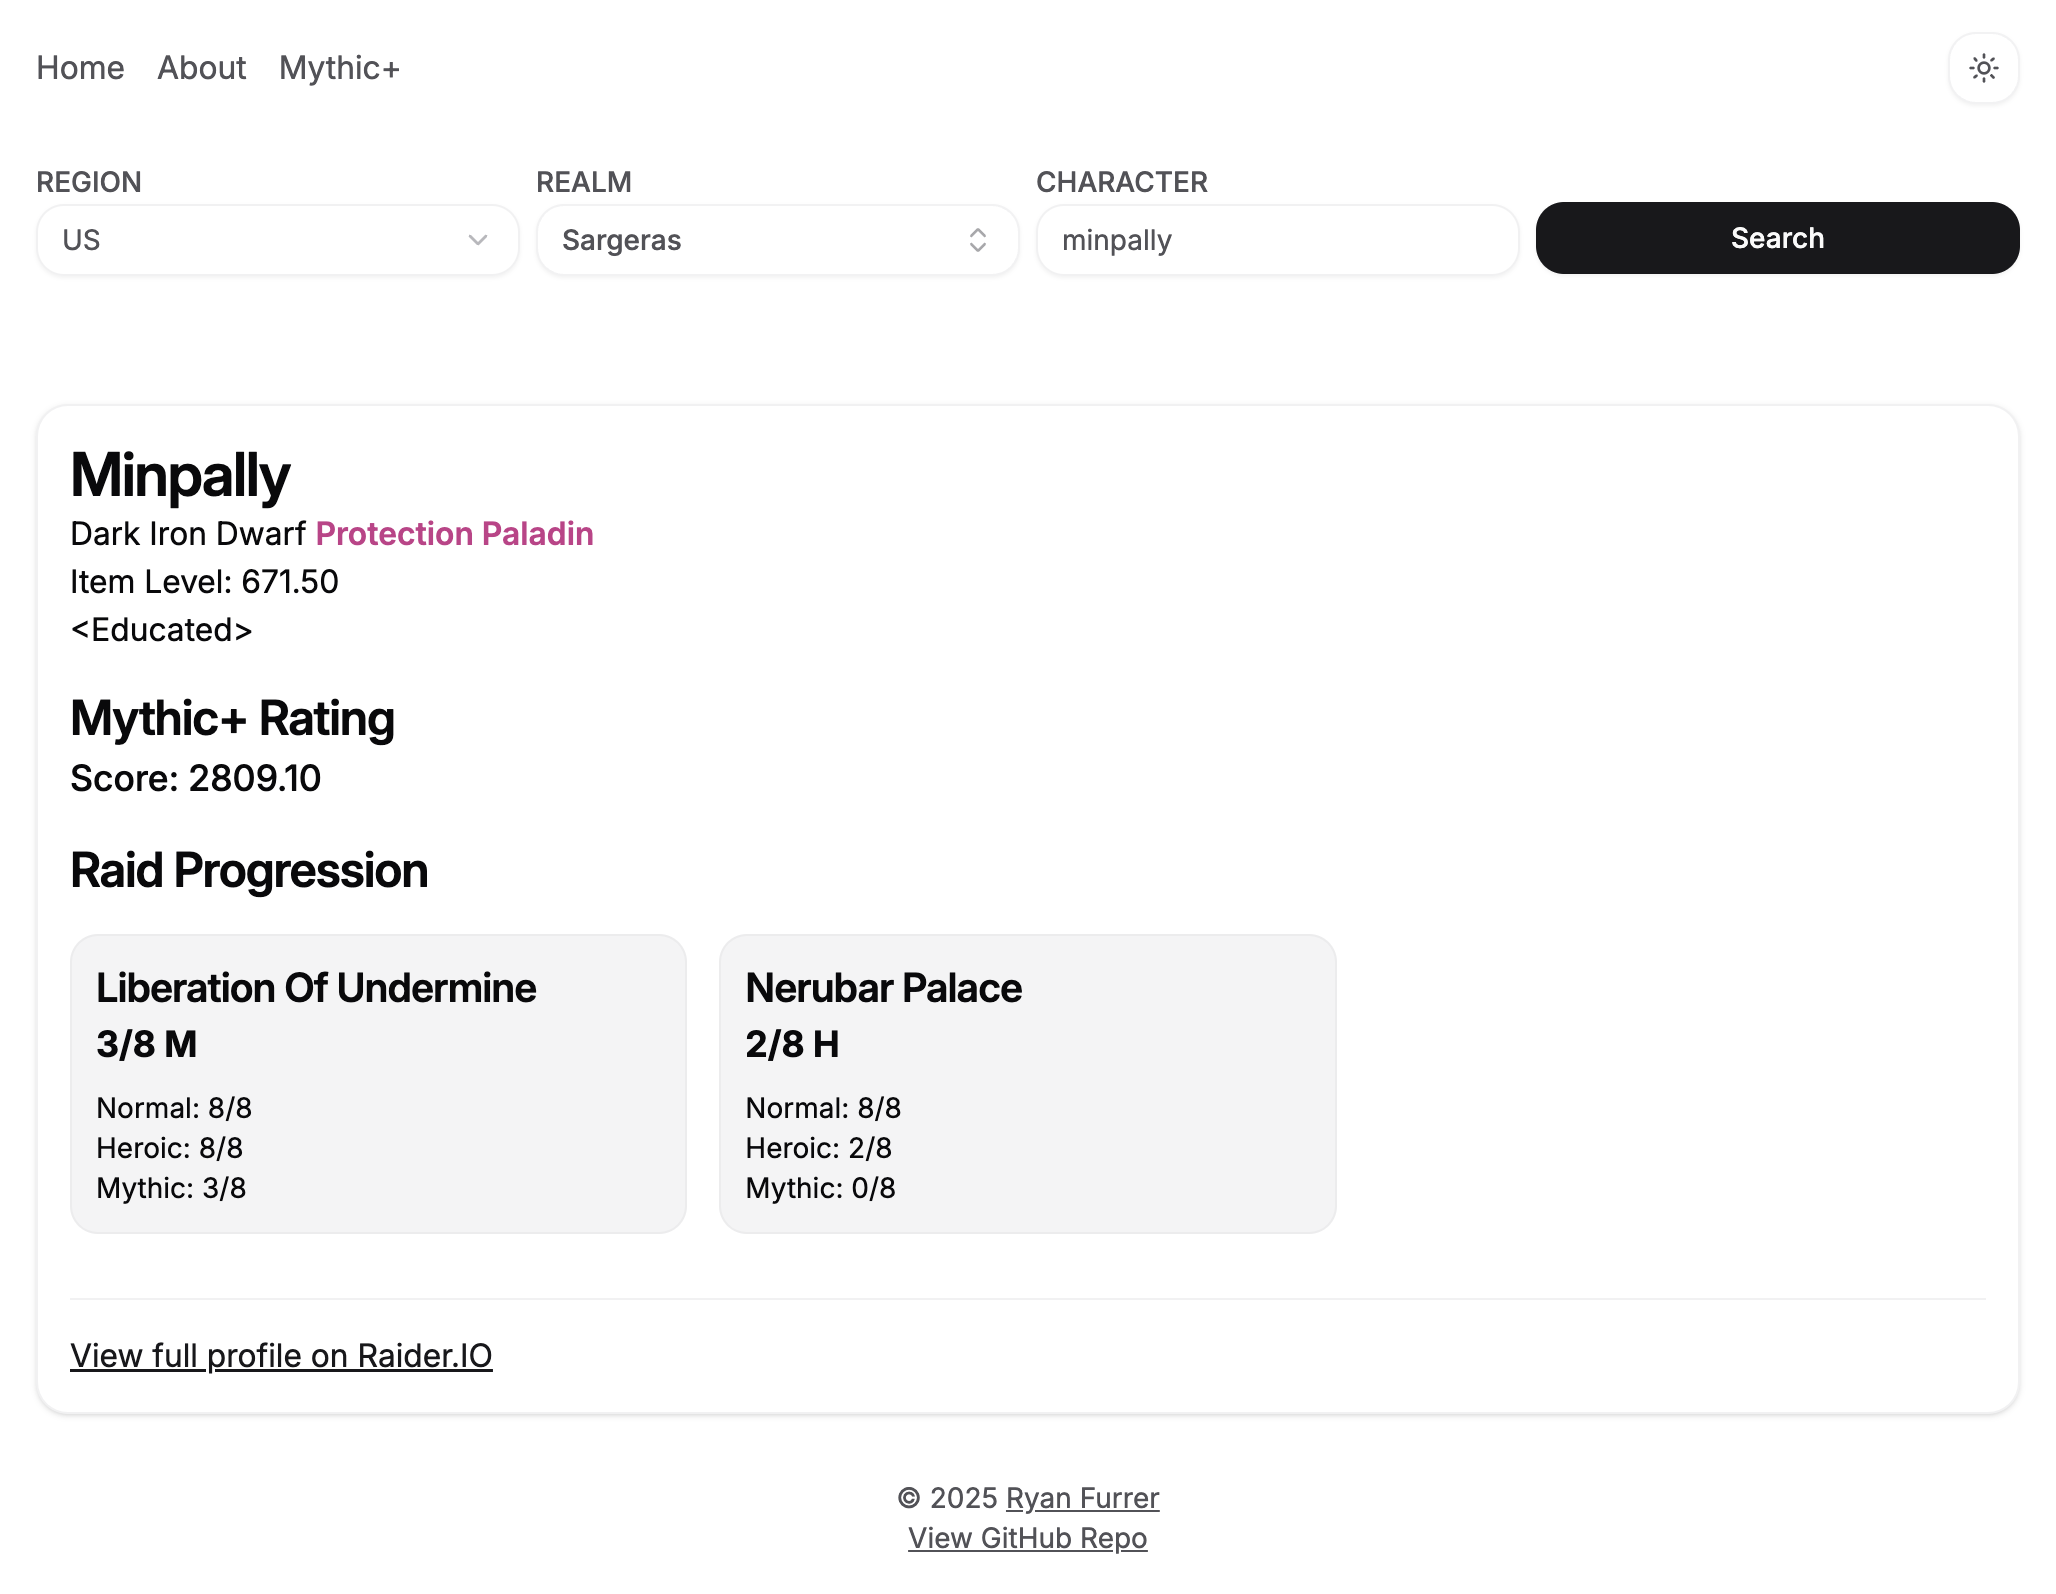 Home About Mythic+
REGION REALM CHARACTER
US Sargeras minpally Search
Minpally
Dark Iron Dwarf Protection Paladin
Item Level: 671.50
<Educated>
Mythic+ Rating
Score: 2809.10
Raid Progression
Liberation Of Undermine
3/8 M
Normal: 8/8
Heroic: 8/8
Mythic: 3/8
Nerubar Palace
2/8 H
Normal: 8/8
Heroic: 2/8
Mythic: 0/8
View full profile on Raider.IO
© 2025 Ryan Furrer
View GitHub Repo